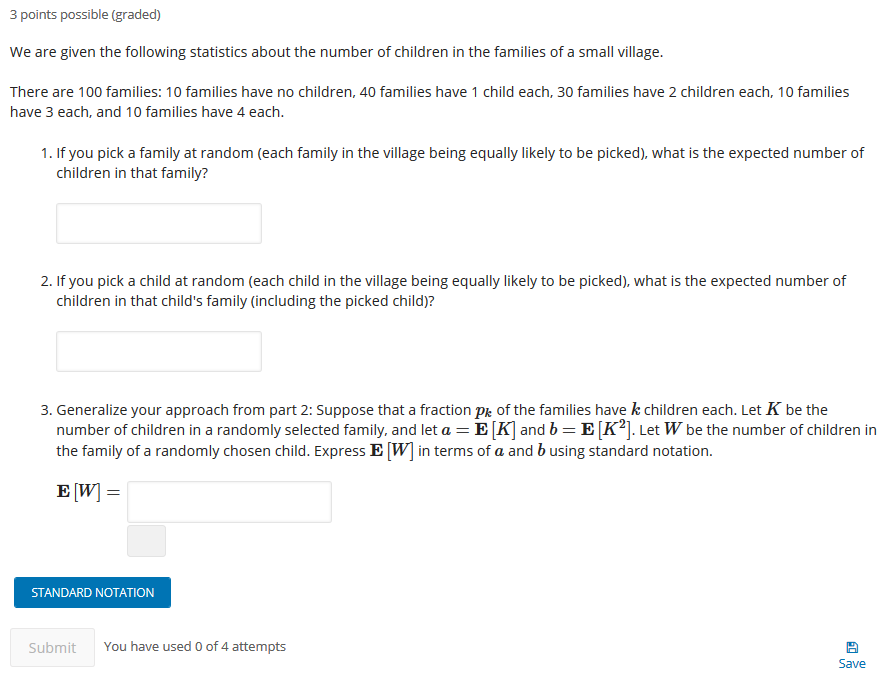 3 points possible (graded)
We are given the following statistics about the number of children in the families of a small village.
There are 100 families: 10 families have no children, 40 families have 1 child each, 30 families have 2 children each, 10 families
have 3 each, and 10 families have 4 each.
1. If you pick a family at random (each family in the village being equally likely to be picked), what is the expected number of
children in that family?
2. If you pick a child at random (each child in the village being equally likely to be picked), what is the expected number of
children in that child's family (including the picked child)?
3. Generalize your approach from part 2: Suppose that a fraction pₖ of the families have k children each. Let K be the
number of children in a randomly selected family, and let a = E[K] and b = E[K²]. Let W be the number of children in
the family of a randomly chosen child. Express E[W] in terms of a and b using standard notation.
E[W] =
STANDARD NOTATION
Submit You have used 0 of 4 attempts
Save